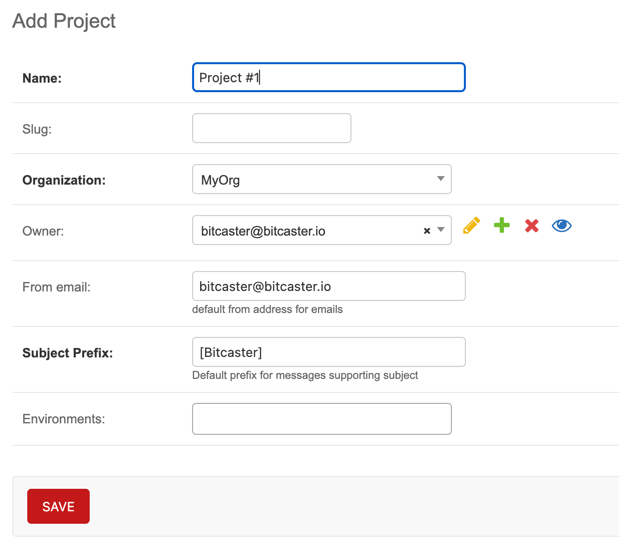 Add Project
Name: Project #1
Slug:
Organization: MyOrg
Owner: bitcaster@bitcaster.io
From email: bitcaster@bitcaster.io
default from address for emails
Subject Prefix: [Bitcaster]
Default prefix for messages supporting subject
Environments:
SAVE